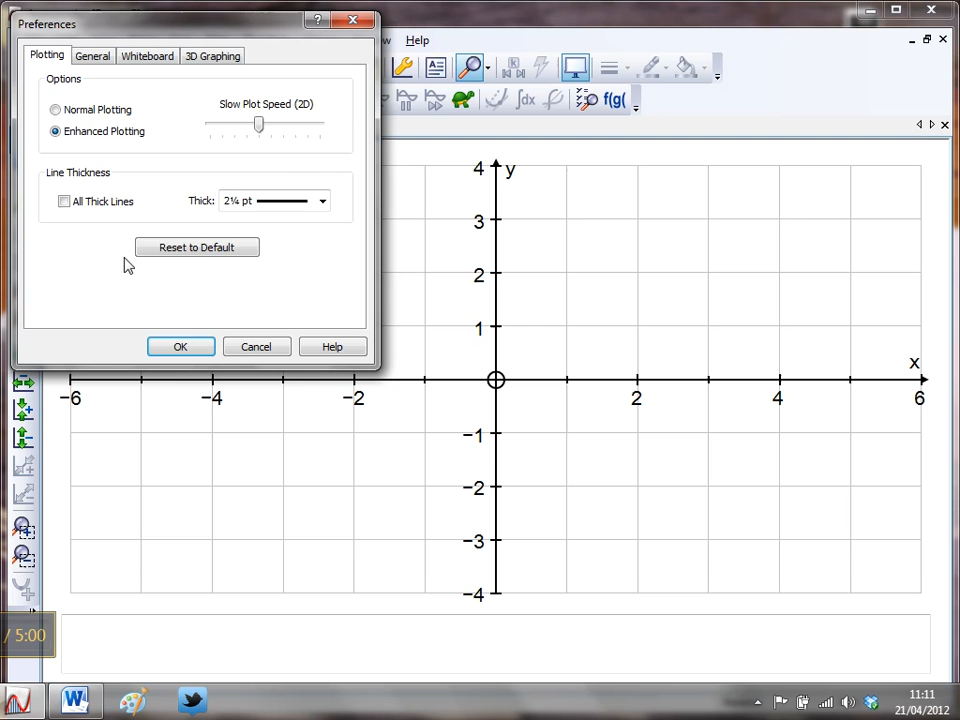 Preferences
?
Plotting General Whiteboard 3D Graphing
Options
Normal Plotting
Enhanced Plotting
Slow Plot Speed (2D)
Line Thickness
All Thick Lines
Thick: 2¼ pt
Reset to Default
OK Cancel Help
Help
∫dx f(g(
4 y
3
2
1
x
−6 −4 −2 2 4 6
−1
−2
−3
−4
/ 5:00
W
11:11
21/04/2012